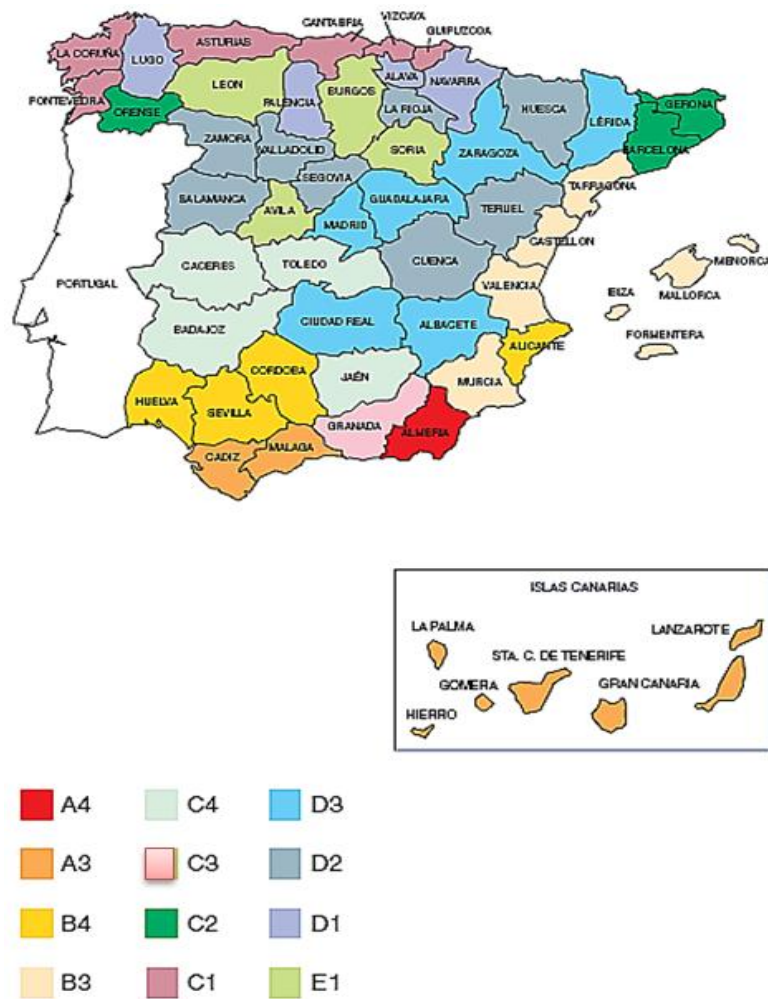 CANTABRIA
VIZCAYA
GUIPUZCOA
LA CORUÑA
LUGO
ASTURIAS
PONTEVEDRA
ORENSE
LEON
PALENCIA
BURGOS
ALAVA
NAVARRA
LA RIOJA
HUESCA
LÉRIDA
GERONA
BARCELONA
ZAMORA
VALLADOLID
SORIA
ZARAGOZA
SEGOVIA
TARRAGONA
SALAMANCA
AVILA
MADRID
GUADALAJARA
TERUEL
CASTELLON
MENORCA
CACERES
TOLEDO
CUENCA
VALENCIA
PORTUGAL
IBIZA
MALLORCA
BADAJOZ
CIUDAD REAL
ALBACETE
ALICANTE
FORMENTERA
CORDOBA
JAÉN
MURCIA
HUELVA
SEVILLA
GRANADA
ALMERIA
CADIZ
MALAGA
ISLAS CANARIAS
LA PALMA
LANZAROTE
STA. C. DE TENERIFE
GOMERA
GRAN CANARIA
HIERRO
A4
C4
D3
A3
C3
D2
B4
C2
D1
B3
C1
E1